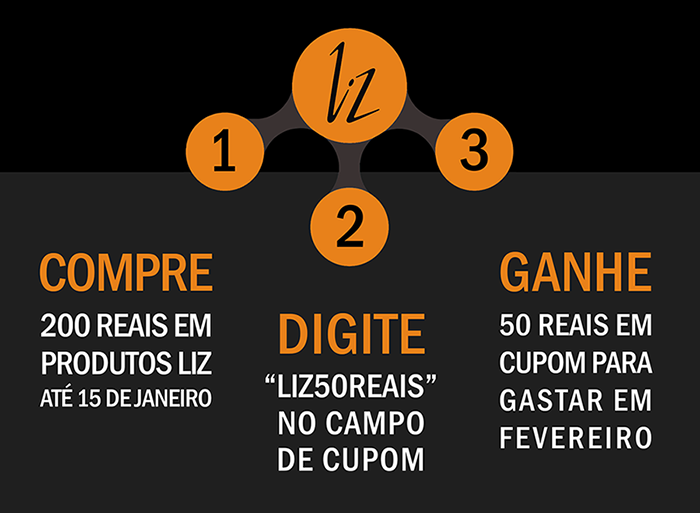 liz
1
2
3
COMPRE
200 REAIS EM
PRODUTOS LIZ
ATÉ 15 DE JANEIRO
DIGITE
“LIZ50REAIS”
NO CAMPO
DE CUPOM
GANHE
50 REAIS EM
CUPOM PARA
GASTAR EM
FEVEREIRO